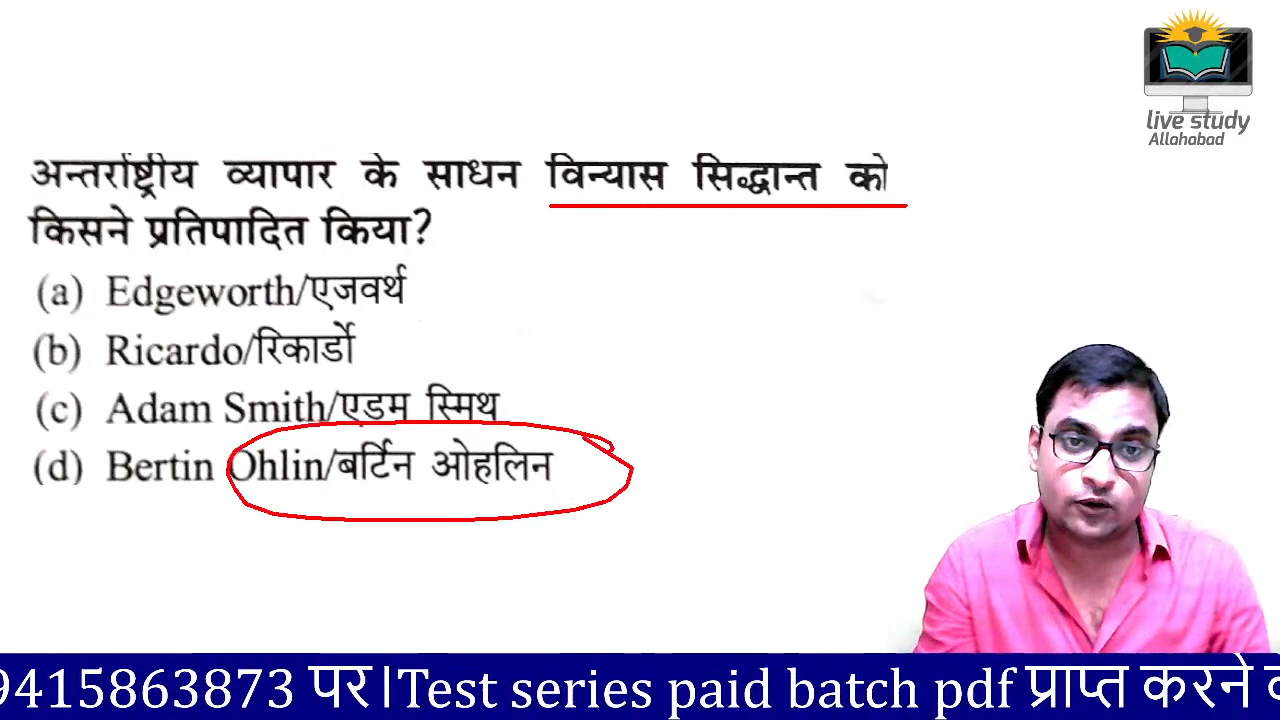 live study
Allahabad
अन्तर्राष्ट्रीय व्यापार के साधन विन्यास सिद्धान्त को
किसने प्रतिपादित किया?
(a) Edgeworth/एजवर्थ
(b) Ricardo/रिकार्डो
(c) Adam Smith/एडम स्मिथ
(d) Bertin Ohlin/बर्टिन ओहलिन
9415863873 पर।Test series paid batch pdf प्राप्त करने